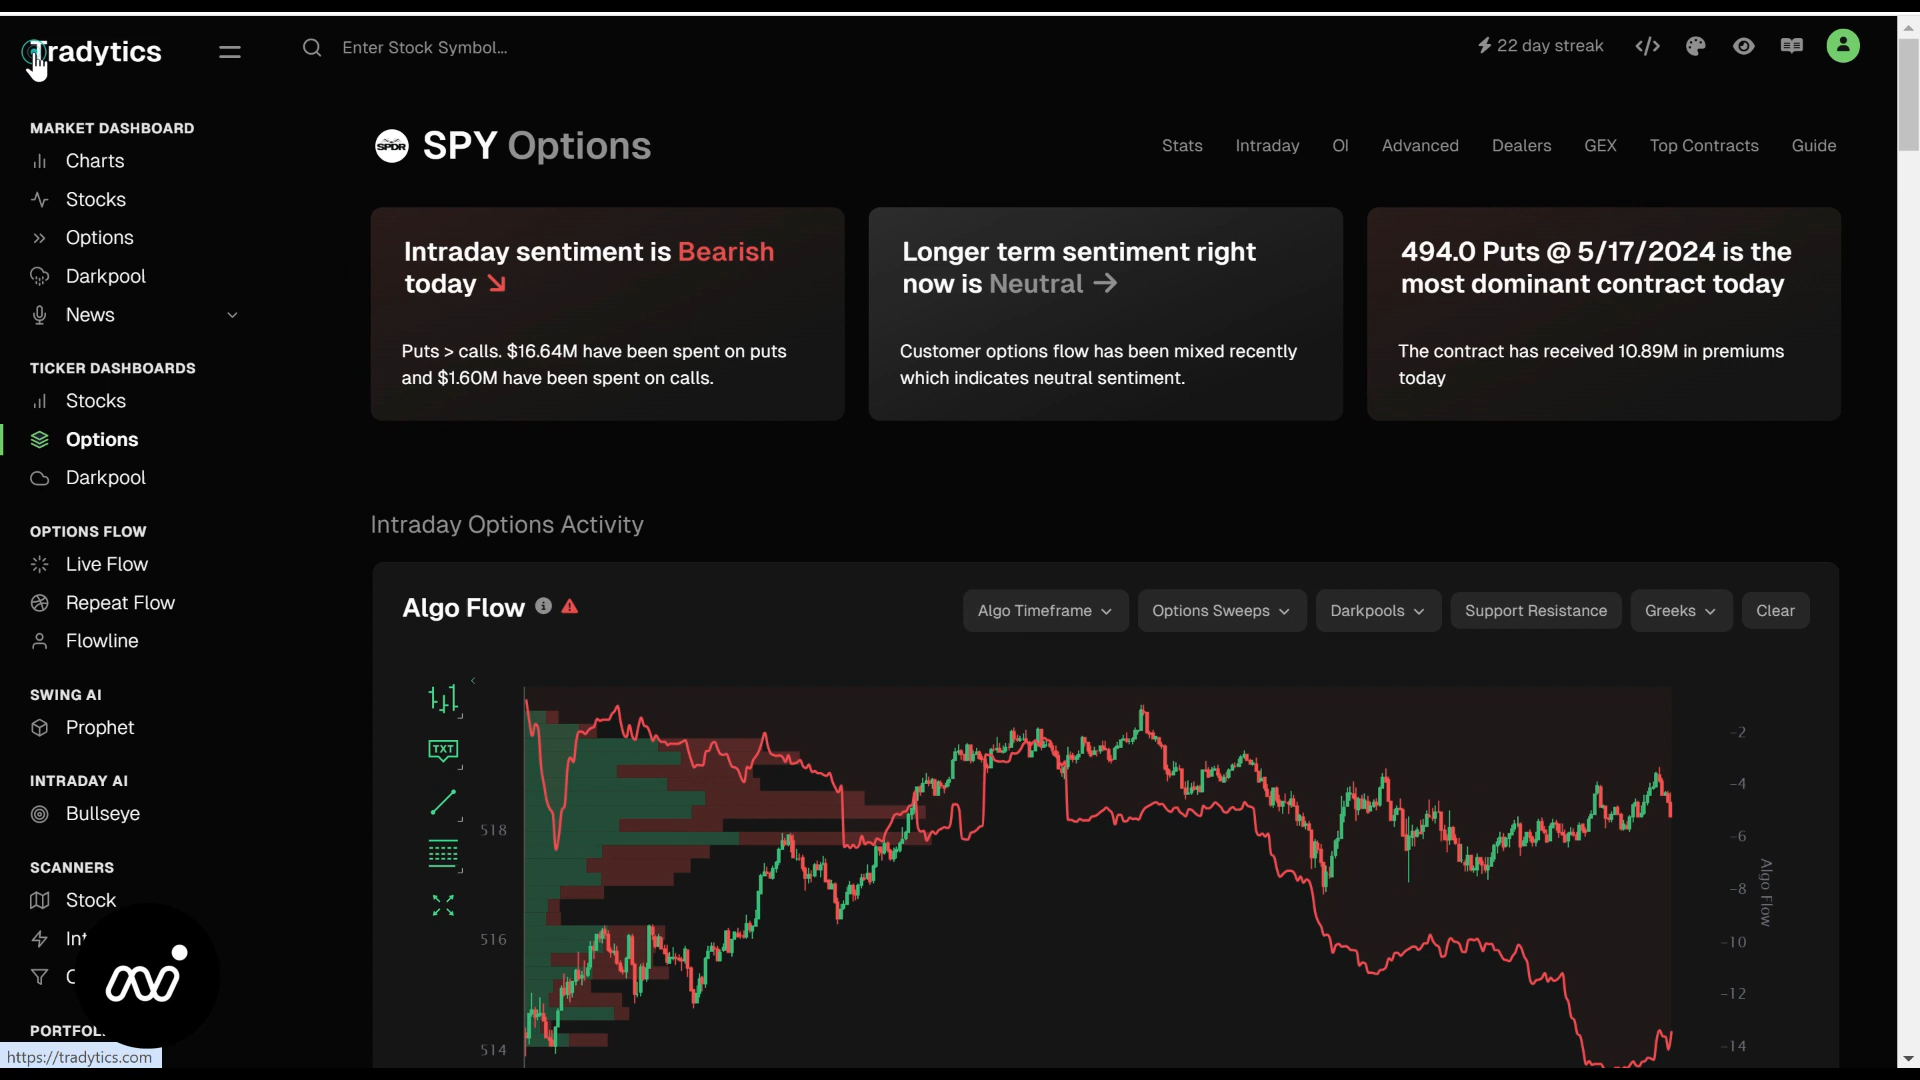 Tradytics
Enter Stock Symbol...
22 day streak
MARKET DASHBOARD
Charts
Stocks
Options
Darkpool
News
TICKER DASHBOARDS
Stocks
Options
Darkpool
OPTIONS FLOW
Live Flow
Repeat Flow
Flowline
SWING AI
Prophet
INTRADAY AI
Bullseye
SCANNERS
Stock
https://tradytics.com
SPDR
SPY Options
Stats
Intraday
OI
Advanced
Dealers
GEX
Top Contracts
Guide
Intraday sentiment is Bearish
today
Puts > calls. $16.64M have been spent on puts
and $1.60M have been spent on calls.
Longer term sentiment right
now is Neutral
Customer options flow has been mixed recently
which indicates neutral sentiment.
494.0 Puts @ 5/17/2024 is the
most dominant contract today
The contract has received 10.89M in premiums
today
Intraday Options Activity
Algo Flow
Algo Timeframe
Options Sweeps
Darkpools
Support Resistance
Greeks
Clear
TXT
518
516
514
-2
-4
-6
-8
-10
-12
-14
Algo Flow